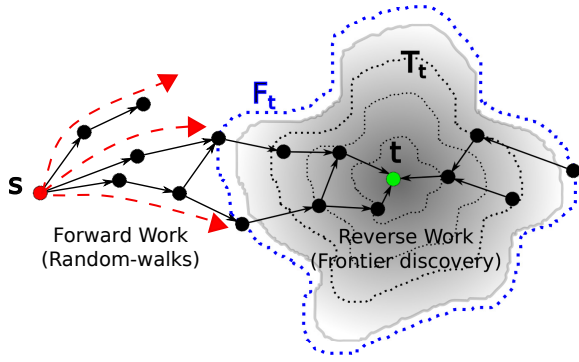 F_t
T_t
t
s
Forward Work
(Random-walks)
Reverse Work
(Frontier discovery)